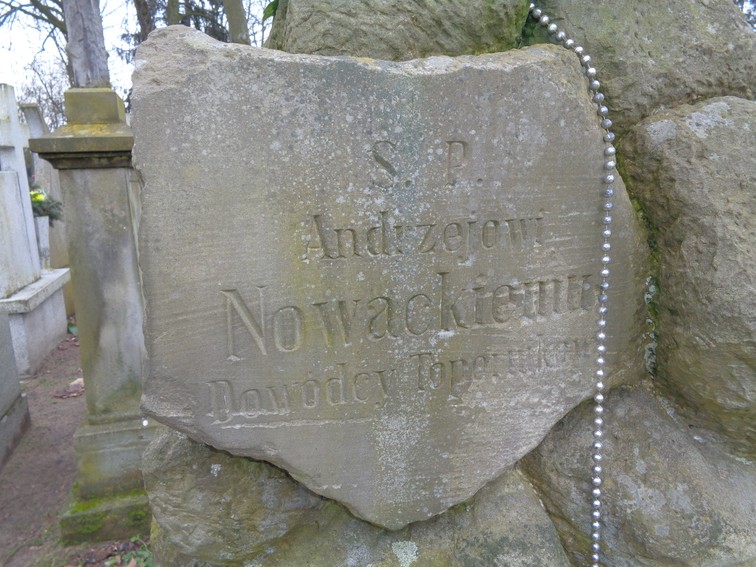 S. P.
Andrzejowi
Nowackiemu
Dowódcy Toporników